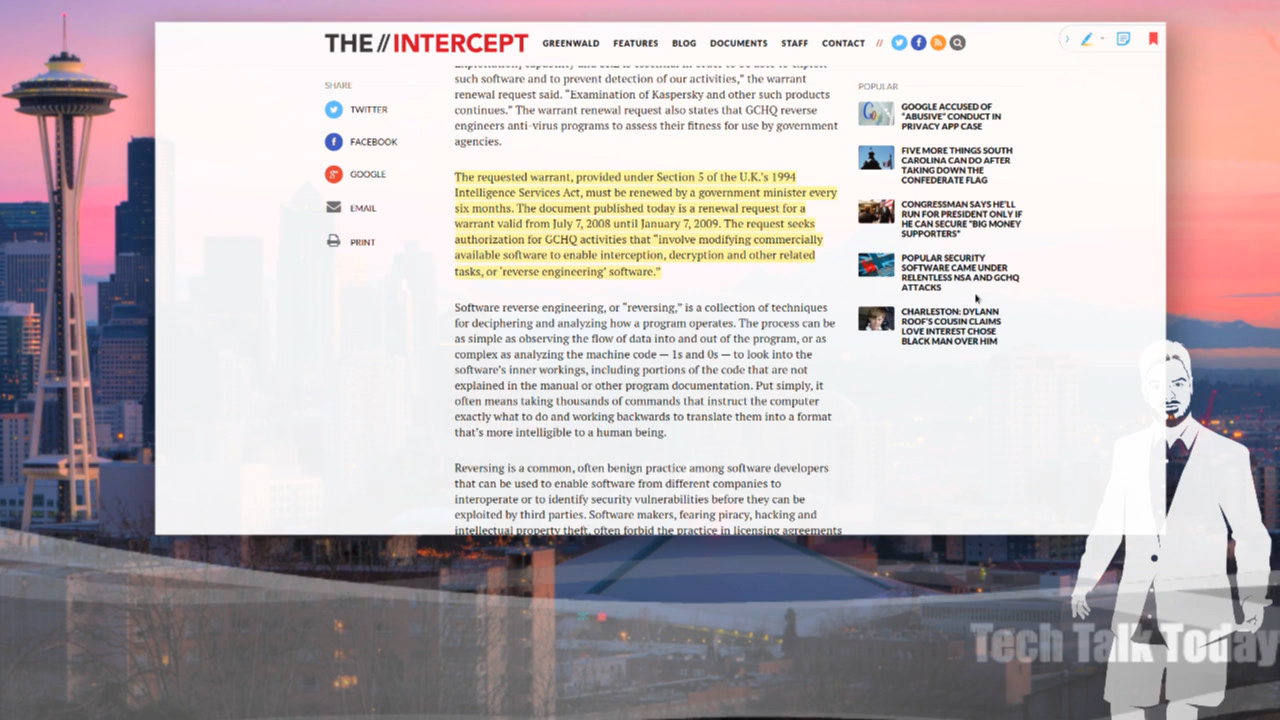 THE // INTERCEPT
GREENWALD FEATURES BLOG DOCUMENTS STAFF CONTACT //
SHARE
TWITTER
FACEBOOK
GOOGLE
EMAIL
PRINT
such software and to prevent detection of our activities,” the warrant
renewal request said. “Examination of Kaspersky and other such products
continues.” The warrant renewal request also states that GCHQ reverse
engineers anti-virus programs to assess their fitness for use by government
agencies.
The requested warrant, provided under Section 5 of the U.K.’s 1994
Intelligence Services Act, must be renewed by a government minister every
six months. The document published today is a renewal request for a
warrant valid from July 7, 2008 until January 7, 2009. The request seeks
authorization for GCHQ activities that “involve modifying commercially
available software to enable interception, decryption and other related
tasks, or ‘reverse engineering’ software.”
Software reverse engineering, or “reversing,” is a collection of techniques
for deciphering and analyzing how a program operates. The process can be
as simple as observing the flow of data into and out of the program, or as
complex as analyzing the machine code — 1s and 0s — to look into the
software’s inner workings, including portions of the code that are not
explained in the manual or other program documentation. Put simply, it
often means taking thousands of commands that instruct the computer
exactly what to do and working backwards to translate them into a format
that’s more intelligible to a human being.
Reversing is a common, often benign practice among software developers
that can be used to enable software from different companies to
interoperate or to identify security vulnerabilities before they can be
exploited by third parties. Software makers, fearing piracy, hacking and
intellectual property theft, often forbid the practice in licensing agreements
POPULAR
GOOGLE ACCUSED OF
“ABUSIVE” CONDUCT IN
PRIVACY APP CASE
FIVE MORE THINGS SOUTH
CAROLINA CAN DO AFTER
TAKING DOWN THE
CONFEDERATE FLAG
CONGRESSMAN SAYS HE’LL
RUN FOR PRESIDENT ONLY IF
HE CAN SECURE “BIG MONEY
SUPPORTERS”
POPULAR SECURITY
SOFTWARE CAME UNDER
RELENTLESS NSA AND GCHQ
ATTACKS
CHARLESTON: DYLANN
ROOF’S COUSIN CLAIMS
LOVE INTEREST CHOSE
BLACK MAN OVER HIM
Tech Talk Today